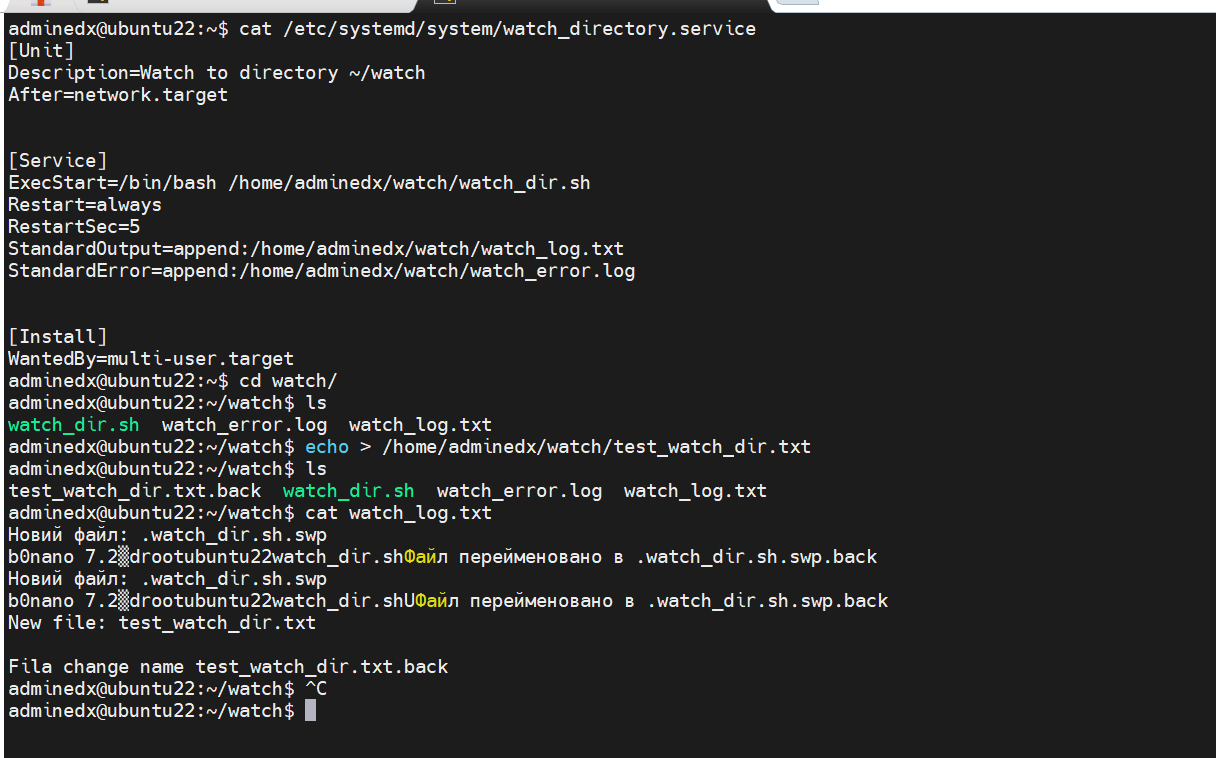 adminedx@ubuntu22:~$ cat /etc/systemd/system/watch_directory.service
[Unit]
Description=Watch to directory ~/watch
After=network.target
[Service]
ExecStart=/bin/bash /home/adminedx/watch/watch_dir.sh
Restart=always
RestartSec=5
StandardOutput=append:/home/adminedx/watch/watch_log.txt
StandardError=append:/home/adminedx/watch/watch_error.log
[Install]
WantedBy=multi-user.target
adminedx@ubuntu22:~$ cd watch/
adminedx@ubuntu22:~/watch$ ls
watch_dir.sh  watch_error.log  watch_log.txt
adminedx@ubuntu22:~/watch$ echo > /home/adminedx/watch/test_watch_dir.txt
adminedx@ubuntu22:~/watch$ ls
test_watch_dir.txt.back  watch_dir.sh  watch_error.log  watch_log.txt
adminedx@ubuntu22:~/watch$ cat watch_log.txt
Новий файл: .watch_dir.sh.swp
b0nano 7.2▒drootubuntu22watch_dir.shФайл перейменовано в .watch_dir.sh.swp.back
Новий файл: .watch_dir.sh.swp
b0nano 7.2▒drootubuntu22watch_dir.shUФайл перейменовано в .watch_dir.sh.swp.back
New file: test_watch_dir.txt
Fila change name test_watch_dir.txt.back
adminedx@ubuntu22:~/watch$ ^C
adminedx@ubuntu22:~/watch$